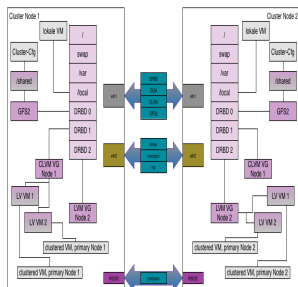 Cluster Node 1
lokale VM
Cluster-Cfg
/shared
GFS2
/
swap
/var
/local
DRBD 0
DRBD 1
DRBD 2
CLVM VG
Node 1
LV VM 1
LV VM 2
LVM VG
Node 2
clustered VM, primary Node 1
clustered VM, primary Node 1
DRBD
DLM
CLVM
GFS2
Cluster Node 2
lokale VM
Cluster-Cfg
/shared
GFS2
/
swap
/var
/local
DRBD 0
DRBD 1
DRBD 2
CLVM VG
Node 1
LVM VG
Node 2
LV VM 1
LV VM 2
clustered VM, primary Node 2
clustered VM, primary Node 2